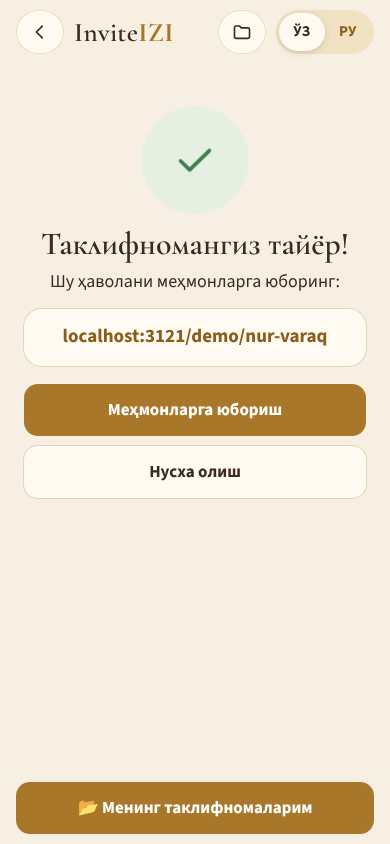 InviteIZI
ЎЗ
РУ
Таклифномангиз тайёр!
Шу ҳаволани меҳмонларга юборинг:
localhost:3121/demo/nur-varaq
Меҳмонларга юбориш
Нусха олиш
📂 Менинг таклифномаларим